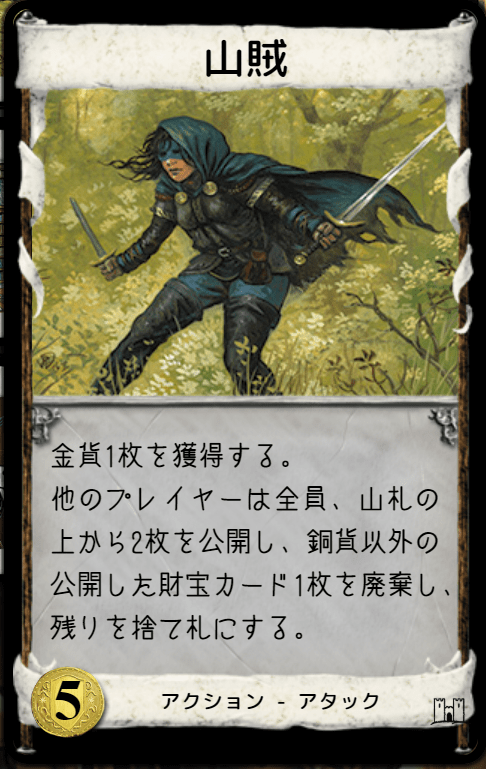 山賊
金貨1枚を獲得する。
他のプレイヤーは全員、山札の
上から2枚を公開し、銅貨以外の
公開した財宝カード1枚を廃棄し、
残りを捨て札にする。
5
アクション - アタック